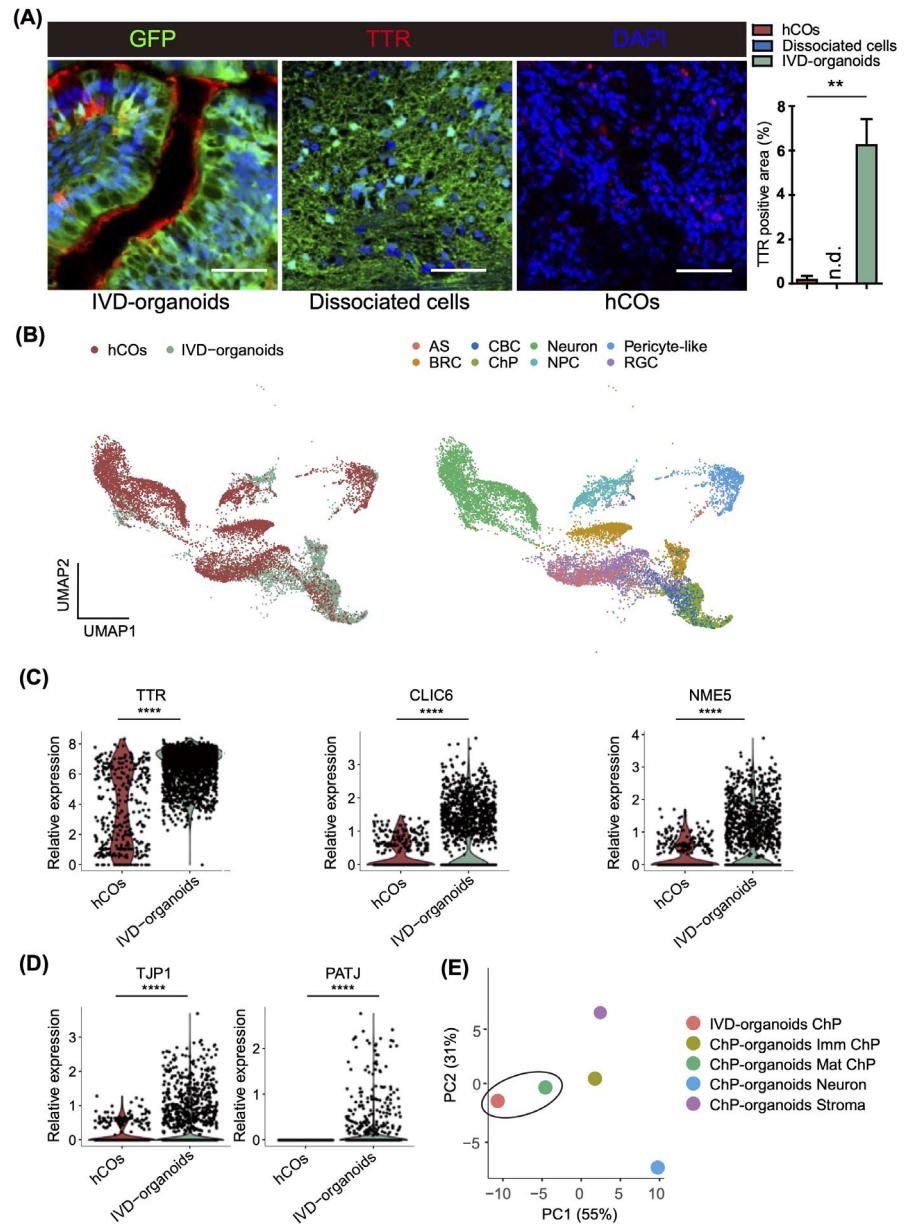 (A)
GFP TTR DAPI
hCOs
Dissociated cells
IVD-organoids
**
TTR positive area (%)
8
6
4
2
0
n.d.
IVD-organoids Dissociated cells hCOs
(B)
hCOs IVD−organoids
AS CBC Neuron Pericyte-like
BRC ChP NPC RGC
UMAP2
UMAP1
(C)
TTR
****
Relative expression
8
6
4
2
0
hCOs
IVD−organoids
CLIC6
****
Relative expression
3
2
1
0
hCOs
IVD−organoids
NME5
****
Relative expression
4
3
2
1
0
hCOs
IVD−organoids
(D)
TJP1
****
Relative expression
3
2
1
0
hCOs
IVD−organoids
PATJ
****
Relative expression
2
1
0
hCOs
IVD−organoids
(E)
PC2 (31%)
5
0
−5
−10 −5 0 5 10
PC1 (55%)
IVD-organoids ChP
ChP-organoids Imm ChP
ChP-organoids Mat ChP
ChP-organoids Neuron
ChP-organoids Stroma